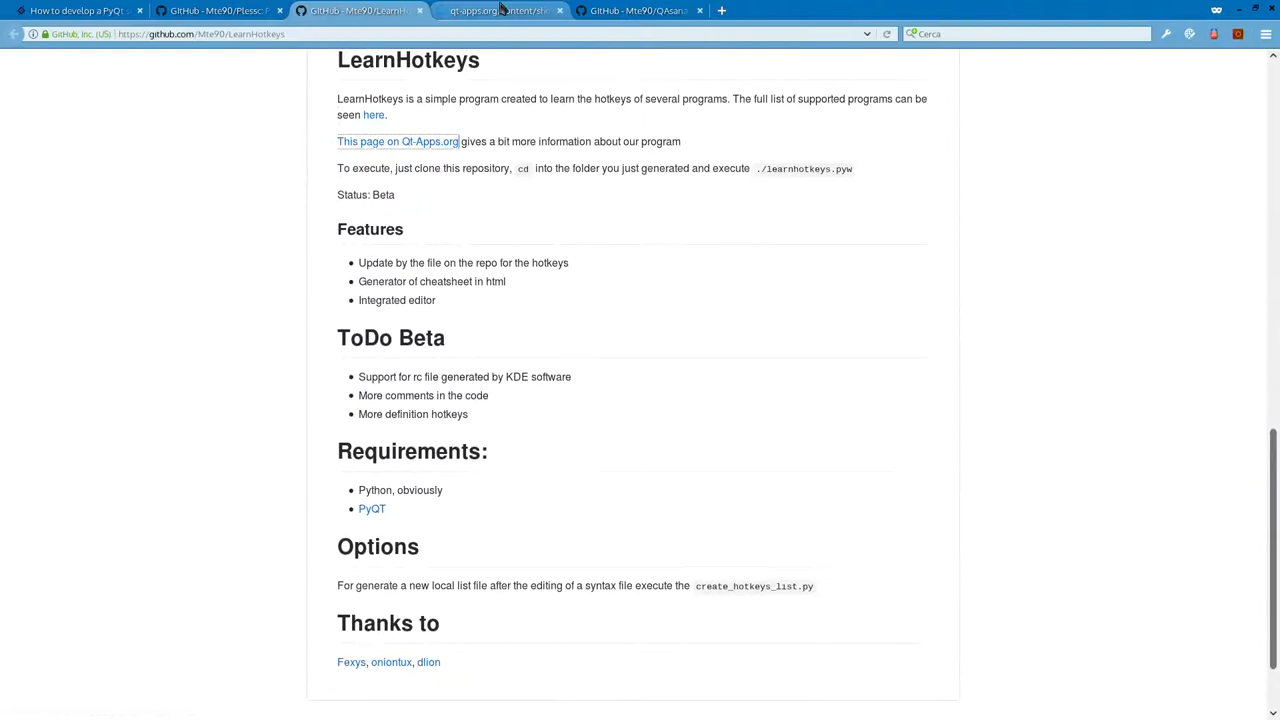 How to develop a PyQt
GitHub - Mte90/Plessc: F
GitHub - Mte90/LearnHo
qt-apps.org/content/sh
GitHub - Mte90/QAsana
GitHub, Inc. (US)
https://github.com/Mte90/LearnHotkeys
Cerca
LearnHotkeys
LearnHotkeys is a simple program created to learn the hotkeys of several programs. The full list of supported programs can be
seen here.
This page on Qt-Apps.org gives a bit more information about our program
To execute, just clone this repository, cd into the folder you just generated and execute ./learnhotkeys.pyw
Status: Beta
Features
Update by the file on the repo for the hotkeys
Generator of cheatsheet in html
Integrated editor
ToDo Beta
Support for rc file generated by KDE software
More comments in the code
More definition hotkeys
Requirements:
Python, obviously
PyQT
Options
For generate a new local list file after the editing of a syntax file execute the create_hotkeys_list.py
Thanks to
Fexys, oniontux, dlion